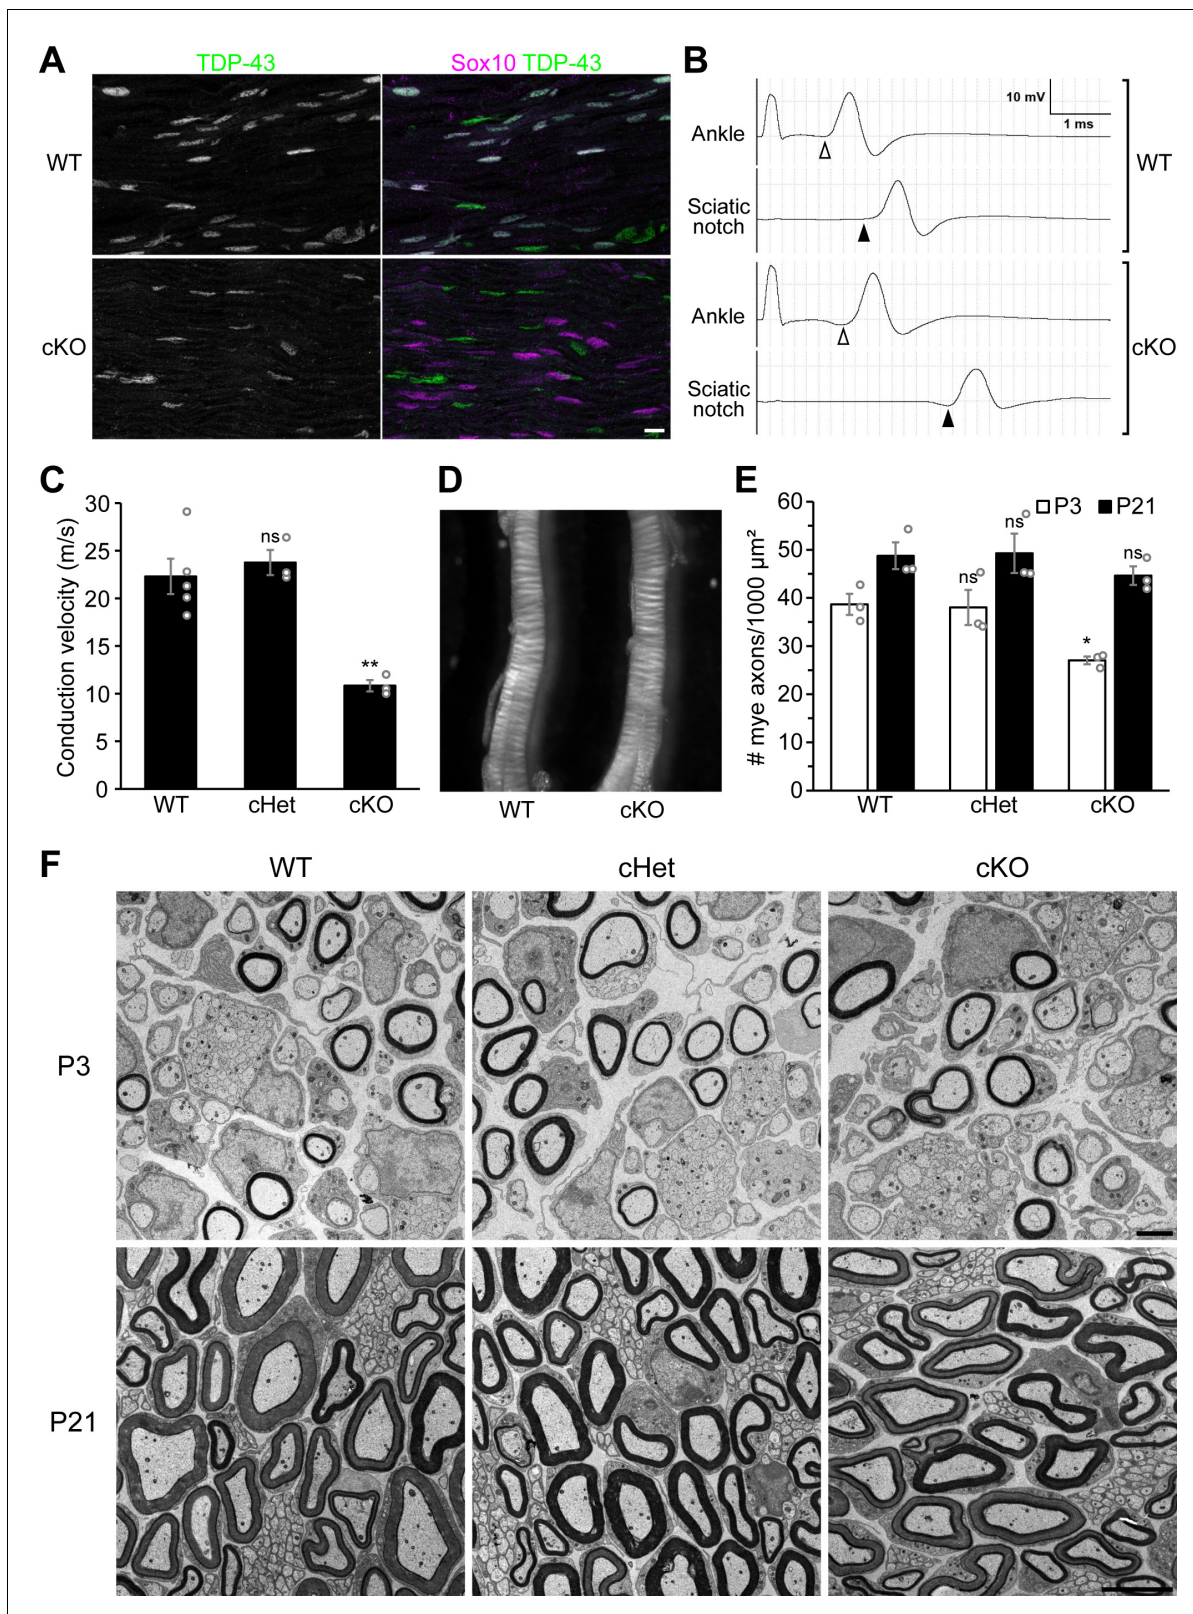 A
TDP-43
Sox10 TDP-43
WT
cKO
B
10 mV
1 ms
Ankle
Sciatic
notch
WT
Ankle
Sciatic
notch
cKO
C
Conduction velocity (m/s)
30
25
20
15
10
5
0
ns
**
WT
cHet
cKO
D
WT
cKO
E
# mye axons/1000 µm²
60
50
40
30
20
10
0
P3
P21
ns
ns
*
ns
WT
cHet
cKO
F
WT
cHet
cKO
P3
P21